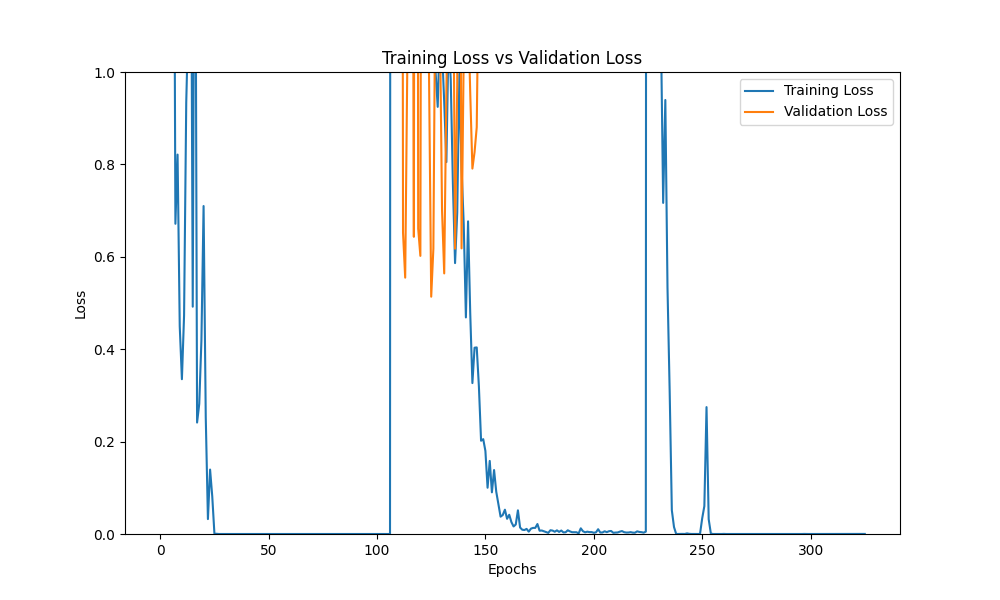 Training Loss vs Validation Loss
Training Loss
Validation Loss
1.0
0.8
0.6
0.4
0.2
0.0
Loss
0 50 100 150 200 250 300
Epochs